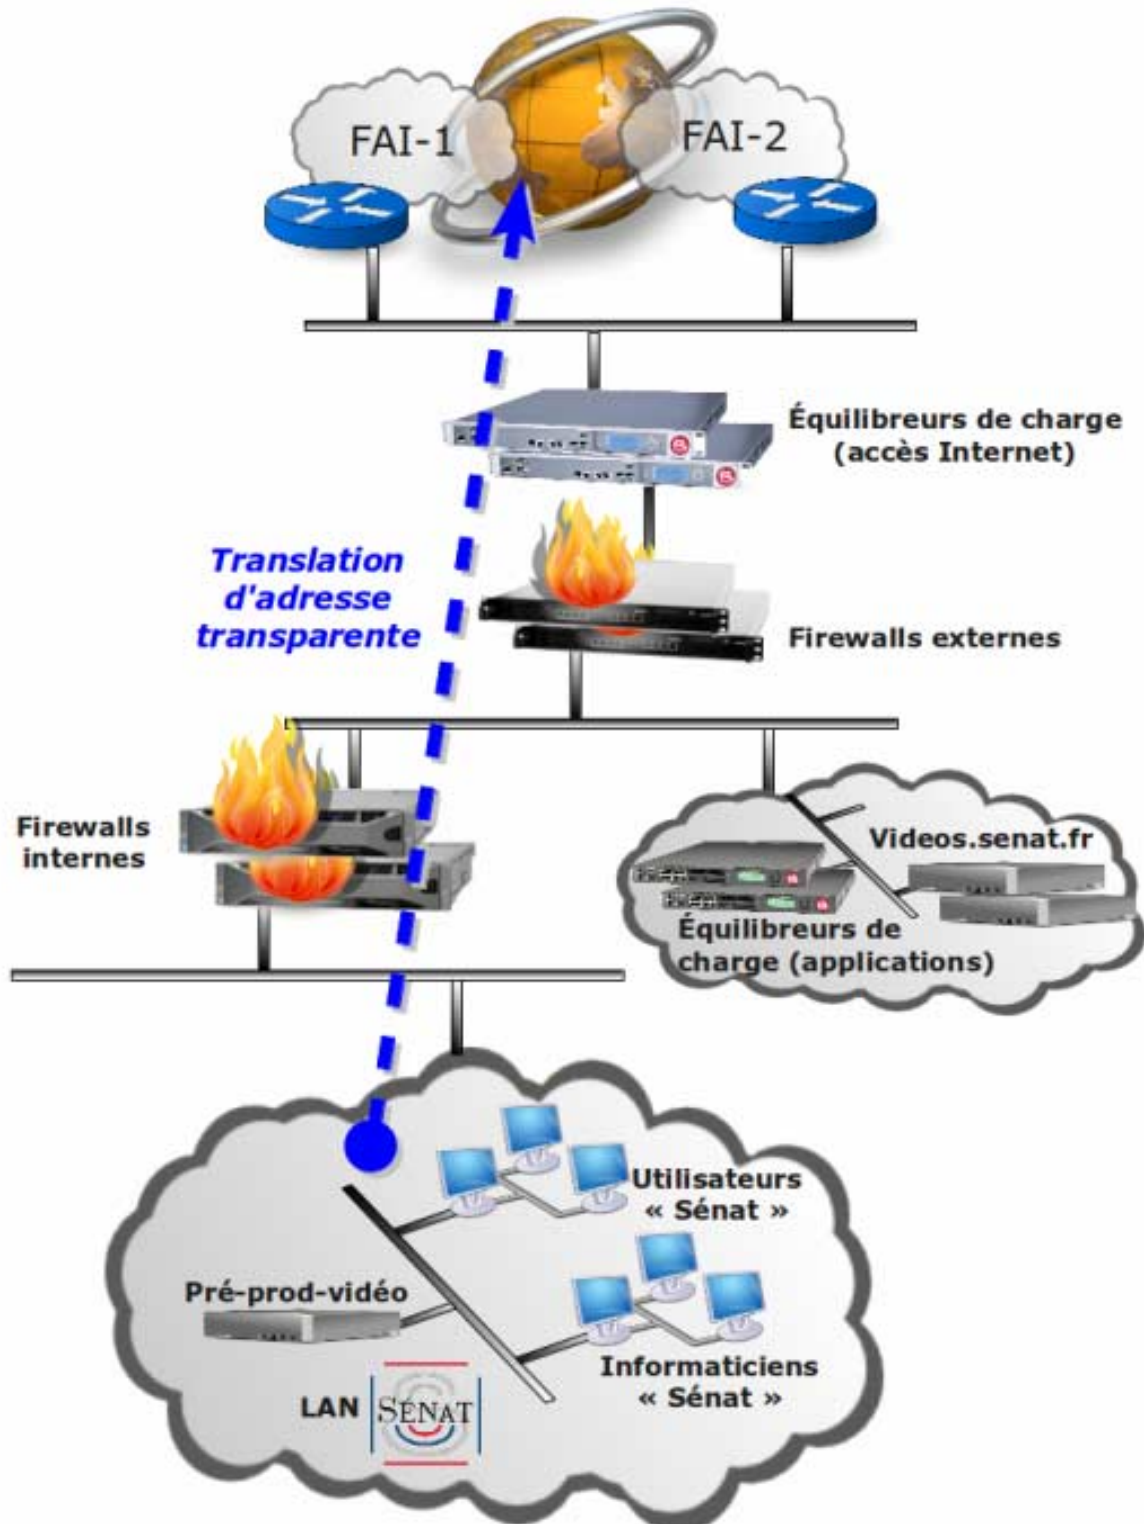 FAI-1
FAI-2
Équilibreurs de charge
(accès Internet)
Translation
d'adresse
transparente
Firewalls externes
Firewalls
internes
Videos.senat.fr
Équilibreurs de
charge (applications)
Utilisateurs
« Sénat »
Pré-prod-vidéo
Informaticiens
« Sénat »
LAN
SÉNAT